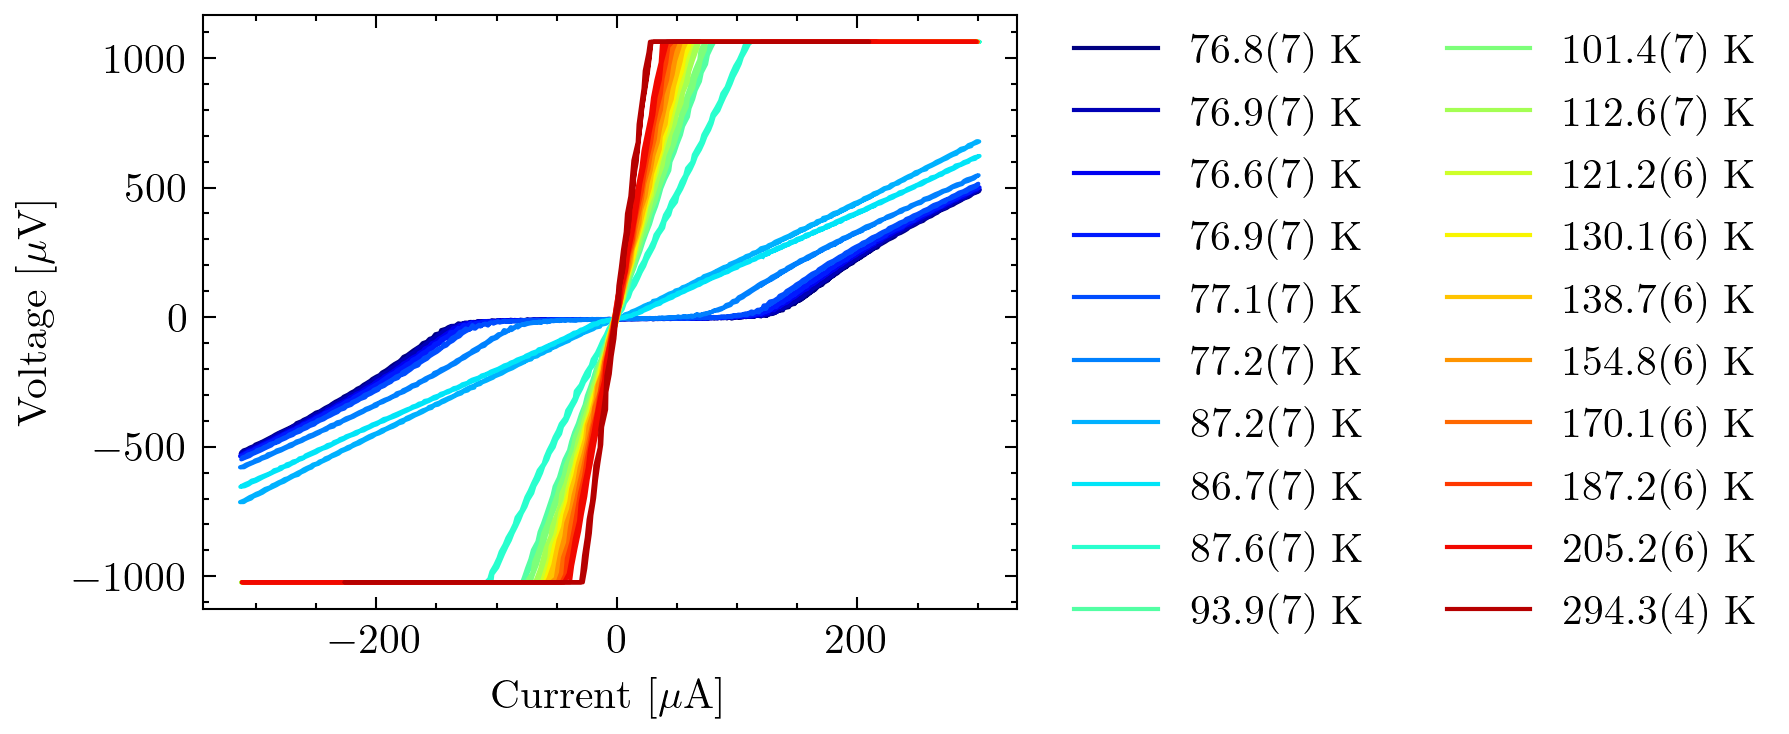 1000
500
0
−500
−1000
Voltage [μV]
−200 0 200
Current [μA]
76.8(7) K
76.9(7) K
76.6(7) K
76.9(7) K
77.1(7) K
77.2(7) K
87.2(7) K
86.7(7) K
87.6(7) K
93.9(7) K
101.4(7) K
112.6(7) K
121.2(6) K
130.1(6) K
138.7(6) K
154.8(6) K
170.1(6) K
187.2(6) K
205.2(6) K
294.3(4) K